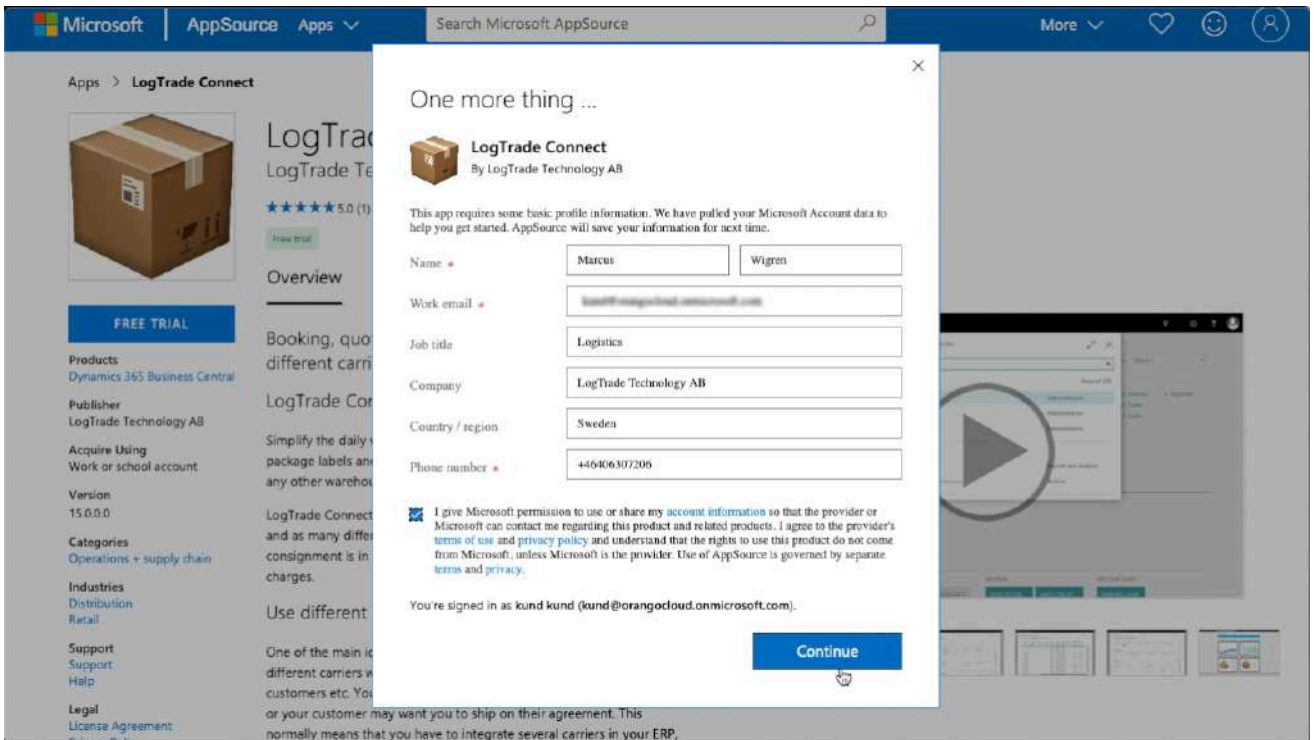 Microsoft AppSource Apps Search Microsoft AppSource More
Apps > LogTrade Connect
LogTrad
LogTrade Te
5.0 (1)
Free trial
Overview
FREE TRIAL
Products
Dynamics 365 Business Central
Publisher
LogTrade Technology AB
Acquire Using
Work or school account
Version
15.0.0.0
Categories
Operations + supply chain
Industries
Distribution
Retail
Support
Support
Help
Legal
License Agreement
Booking, quo
different carri
LogTrade Con
Simplify the daily
package labels and
any other warehou
LogTrade Connect
and as many differ
consignment is in
charges.
Use different
One of the main id
different carriers w
customers etc. You
or your customer may want you to ship on their agreement. This
normally means that you have to integrate several carriers in your ERP,
One more thing ...
LogTrade Connect
By LogTrade Technology AB
This app requires some basic profile information. We have pulled your Microsoft Account data to
help you get started. AppSource will save your information for next time.
Name * Marcus Wigren
Work email *
Job title Logistics
Company LogTrade Technology AB
Country / region Sweden
Phone number * +46406307206
I give Microsoft permission to use or share my account information so that the provider or
Microsoft can contact me regarding this product and related products. I agree to the provider's
terms of use and privacy policy and understand that the rights to use this product do not come
from Microsoft, unless Microsoft is the provider. Use of AppSource is governed by separate
terms and privacy.
You're signed in as kund kund (kund@orangocloud.onmicrosoft.com).
Continue